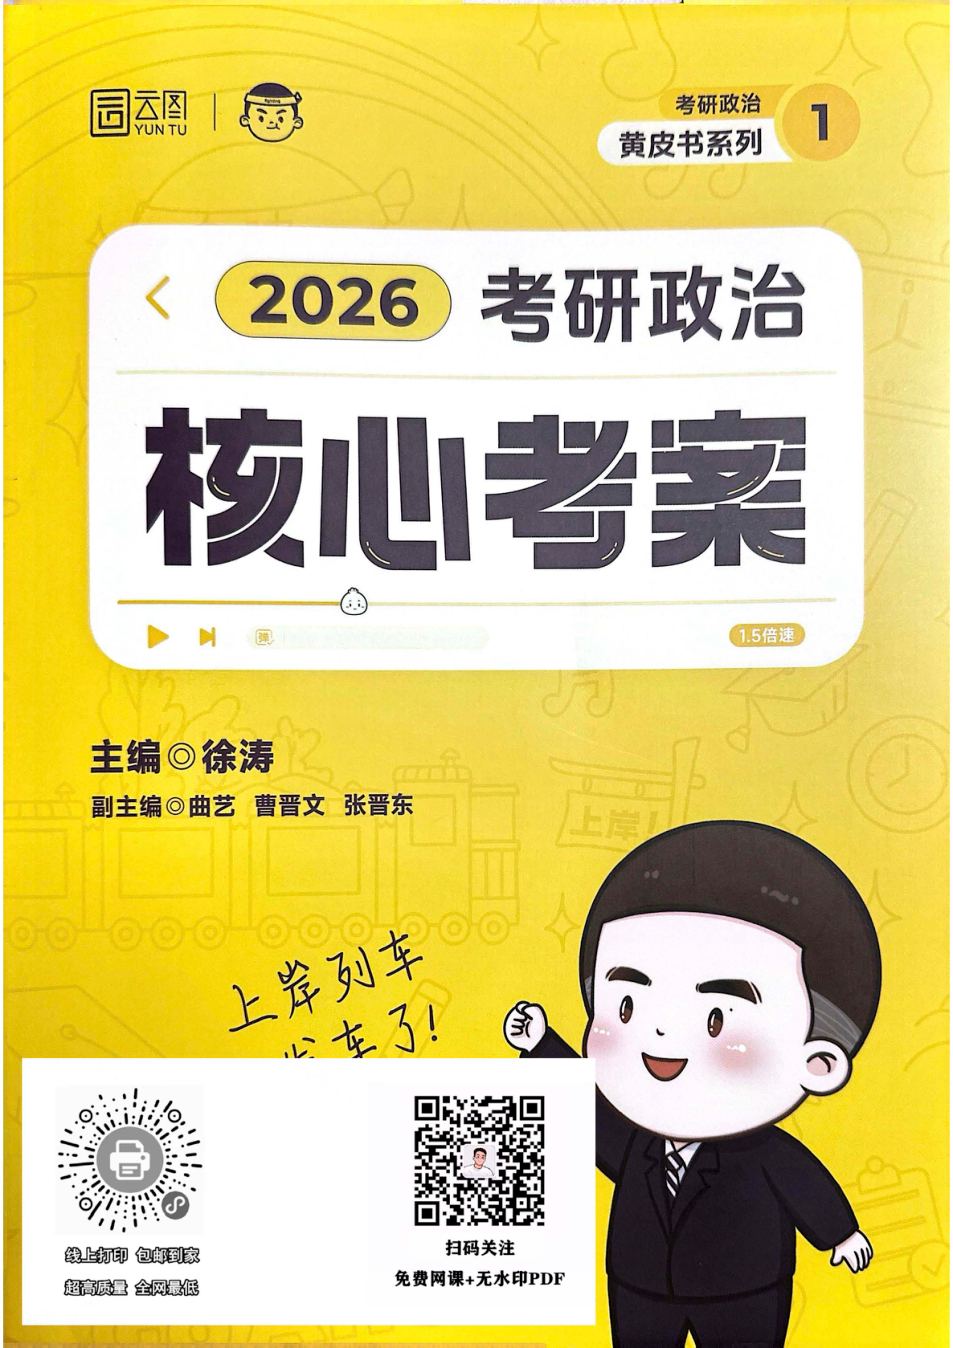 云图
YUN TU
fighting
考研政治
黄皮书系列
1
2026 考研政治
核心考案
弹
1.5倍速
主编◎徐涛
副主编◎曲艺 曹晋文 张晋东
上岸!
上岸列车
发车了!
线上打印 包邮到家
超高质量 全网最低
扫码关注
免费网课+无水印PDF